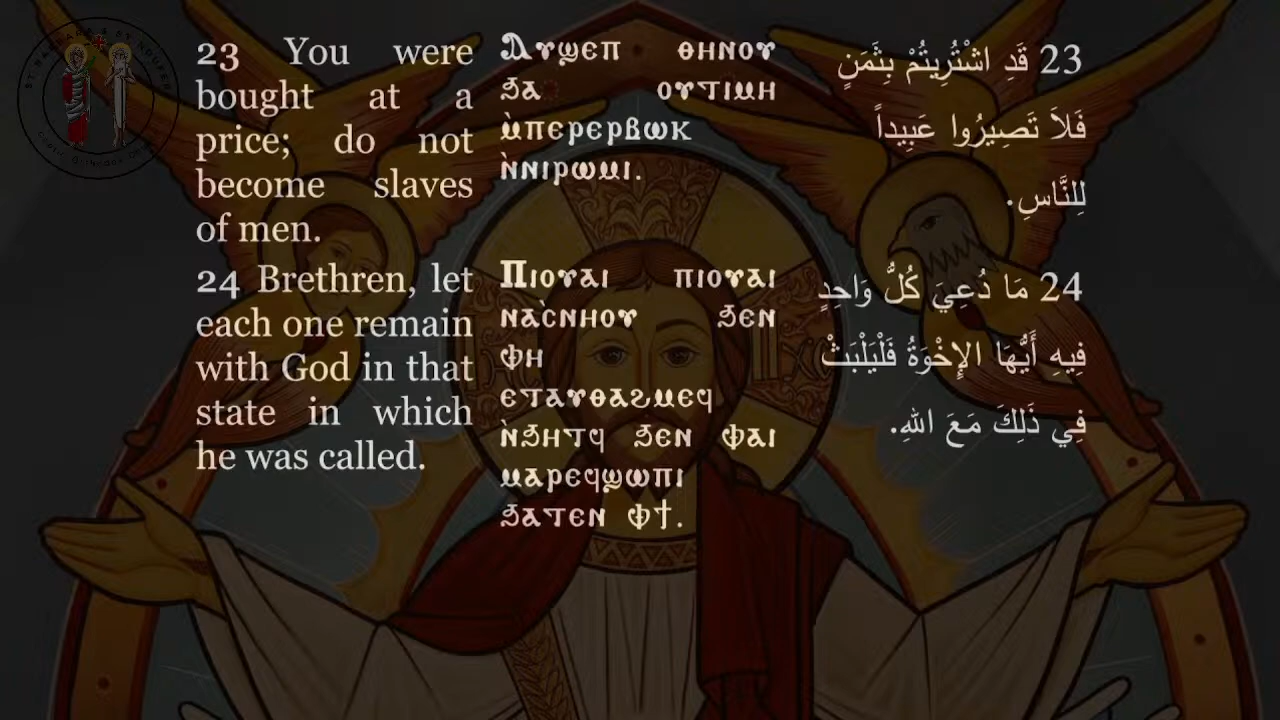 23 You were
bought at a
price; do not
become slaves
of men.
24 Brethren, let
each one remain
with God in that
state in which
he was called.
Ⲁⲩϣⲉⲡ ⲑⲏⲛⲟⲩ
ϧⲁ ⲟⲩⲧⲓⲙⲏ
ⲙ̀ⲡⲉⲣⲉⲣⲃⲱⲕ
ⲛ̀ⲛⲓⲣⲱⲙⲓ.
Ⲡⲓⲟⲩⲁⲓ ⲡⲓⲟⲩⲁⲓ
ⲛⲁⲥ̀ⲛⲏⲟⲩ ϧⲉⲛ
ⲫⲏ
ⲉⲧⲁⲩⲑⲁϩⲙⲉϥ
ⲛ̀ϧⲏⲧϥ ϧⲉⲛ ⲫⲁⲓ
ⲙⲁⲣⲉϥϣⲱⲡⲓ
ϧⲁⲧⲉⲛ ⲫϯ.
23 قَدِ اشْتُرِيتُمْ بِثَمَنٍ
فَلاَ تَصِيرُوا عَبِيداً
لِلنَّاسِ.
24 مَا دُعِيَ كُلُّ وَاحِدٍ
فِيهِ أَيُّهَا الإِخْوَةُ فَلْيَلْبَثْ
فِي ذَلِكَ مَعَ اللهِ.